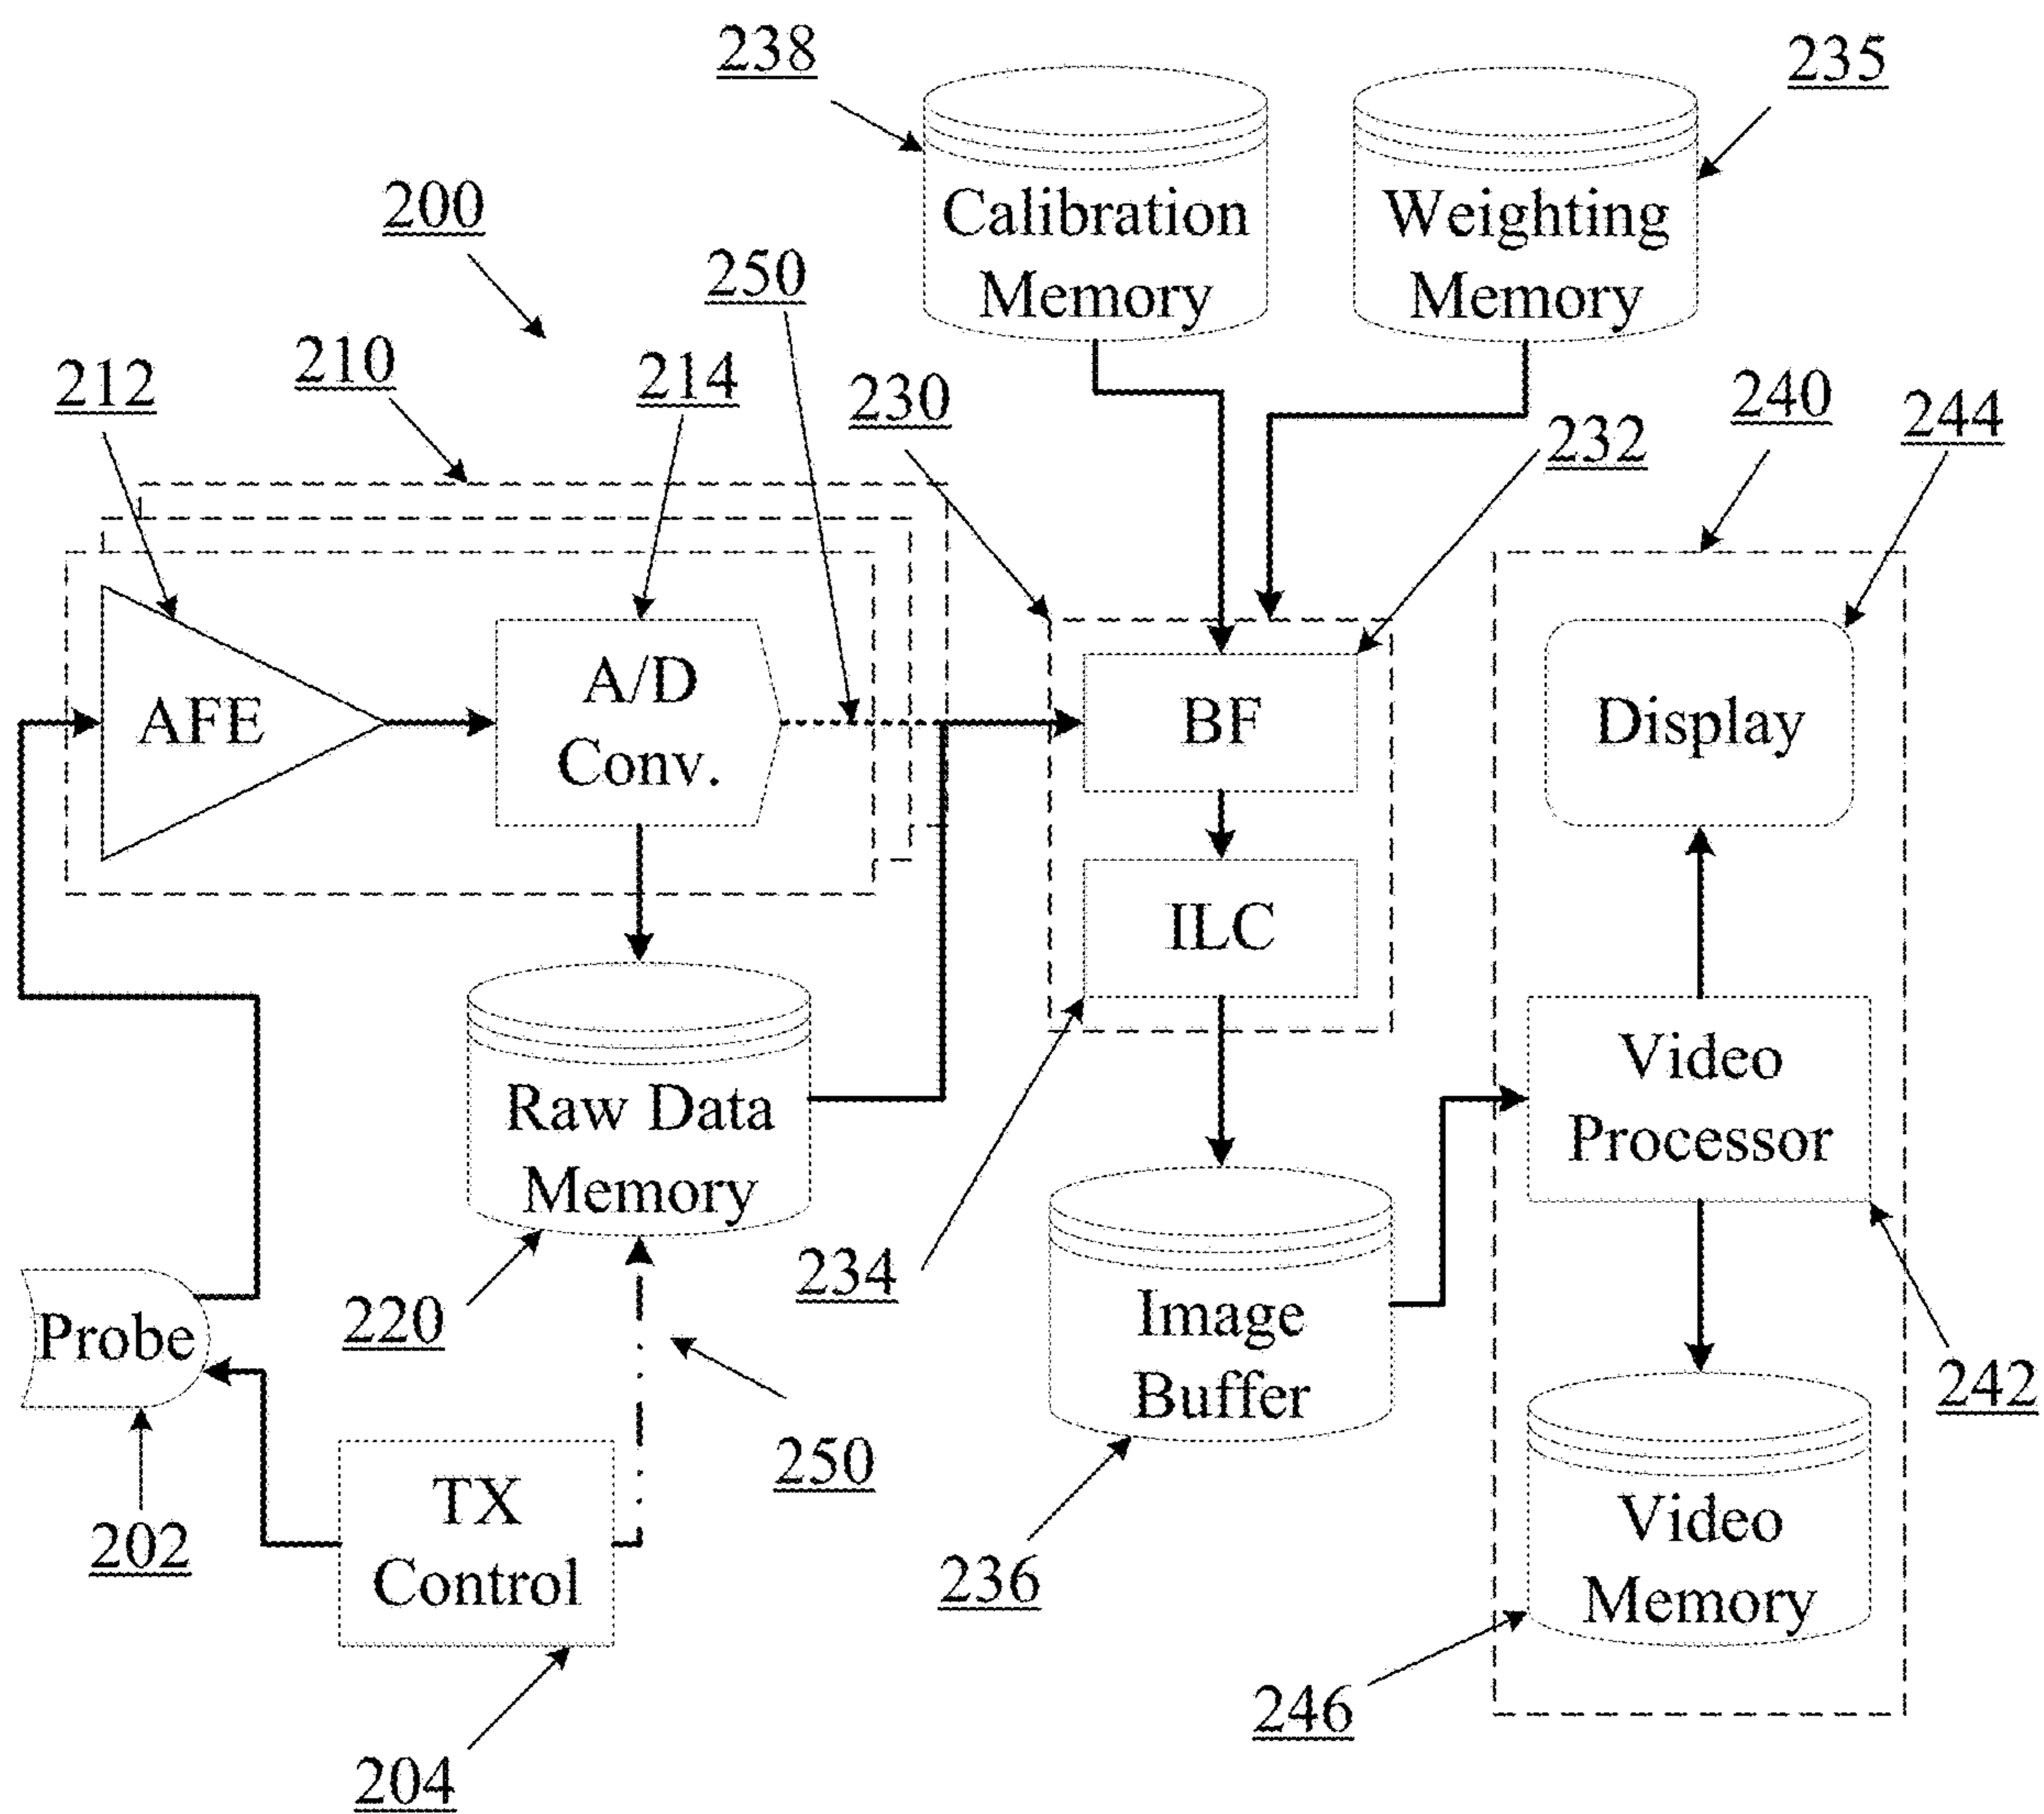 238
235
200
Calibration
Memory
Weighting
Memory
250
210
212
214
230
240
244
232
AFE
A/D
Conv.
BF
Display
ILC
Raw Data
Memory
Video
Processor
234
220
Probe
Image
Buffer
242
250
TX
Control
202
236
Video
Memory
246
204